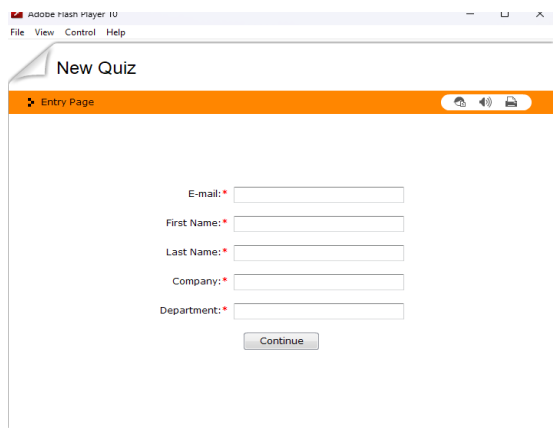 Adobe Flash Player 10
File View Control Help
New Quiz
Entry Page
E-mail:*
First Name:*
Last Name:*
Company:*
Department:*
Continue